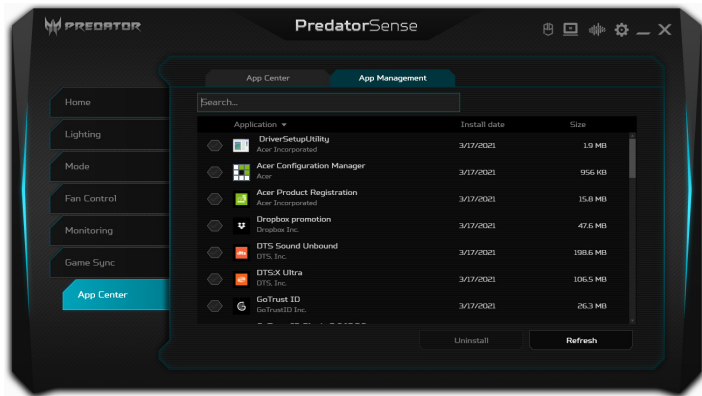 PREDATOR
PredatorSense
App Center
App Management
Search...
Home
Lighting
Mode
Fan Control
Monitoring
Game Sync
App Center
Application Install date Size
DriverSetupUtility
Acer Incorporated
3/17/2021 1.9 MB
Acer Configuration Manager
Acer
3/17/2021 956 KB
Acer Product Registration
Acer Incorporated
3/17/2021 15.8 MB
Dropbox promotion
Dropbox Inc.
3/17/2021 47.6 MB
DTS Sound Unbound
DTS, Inc.
3/17/2021 198.6 MB
DTS:X Ultra
DTS, Inc.
3/17/2021 106.5 MB
GoTrust ID
GoTrustID Inc.
3/17/2021 26.3 MB
Uninstall
Refresh